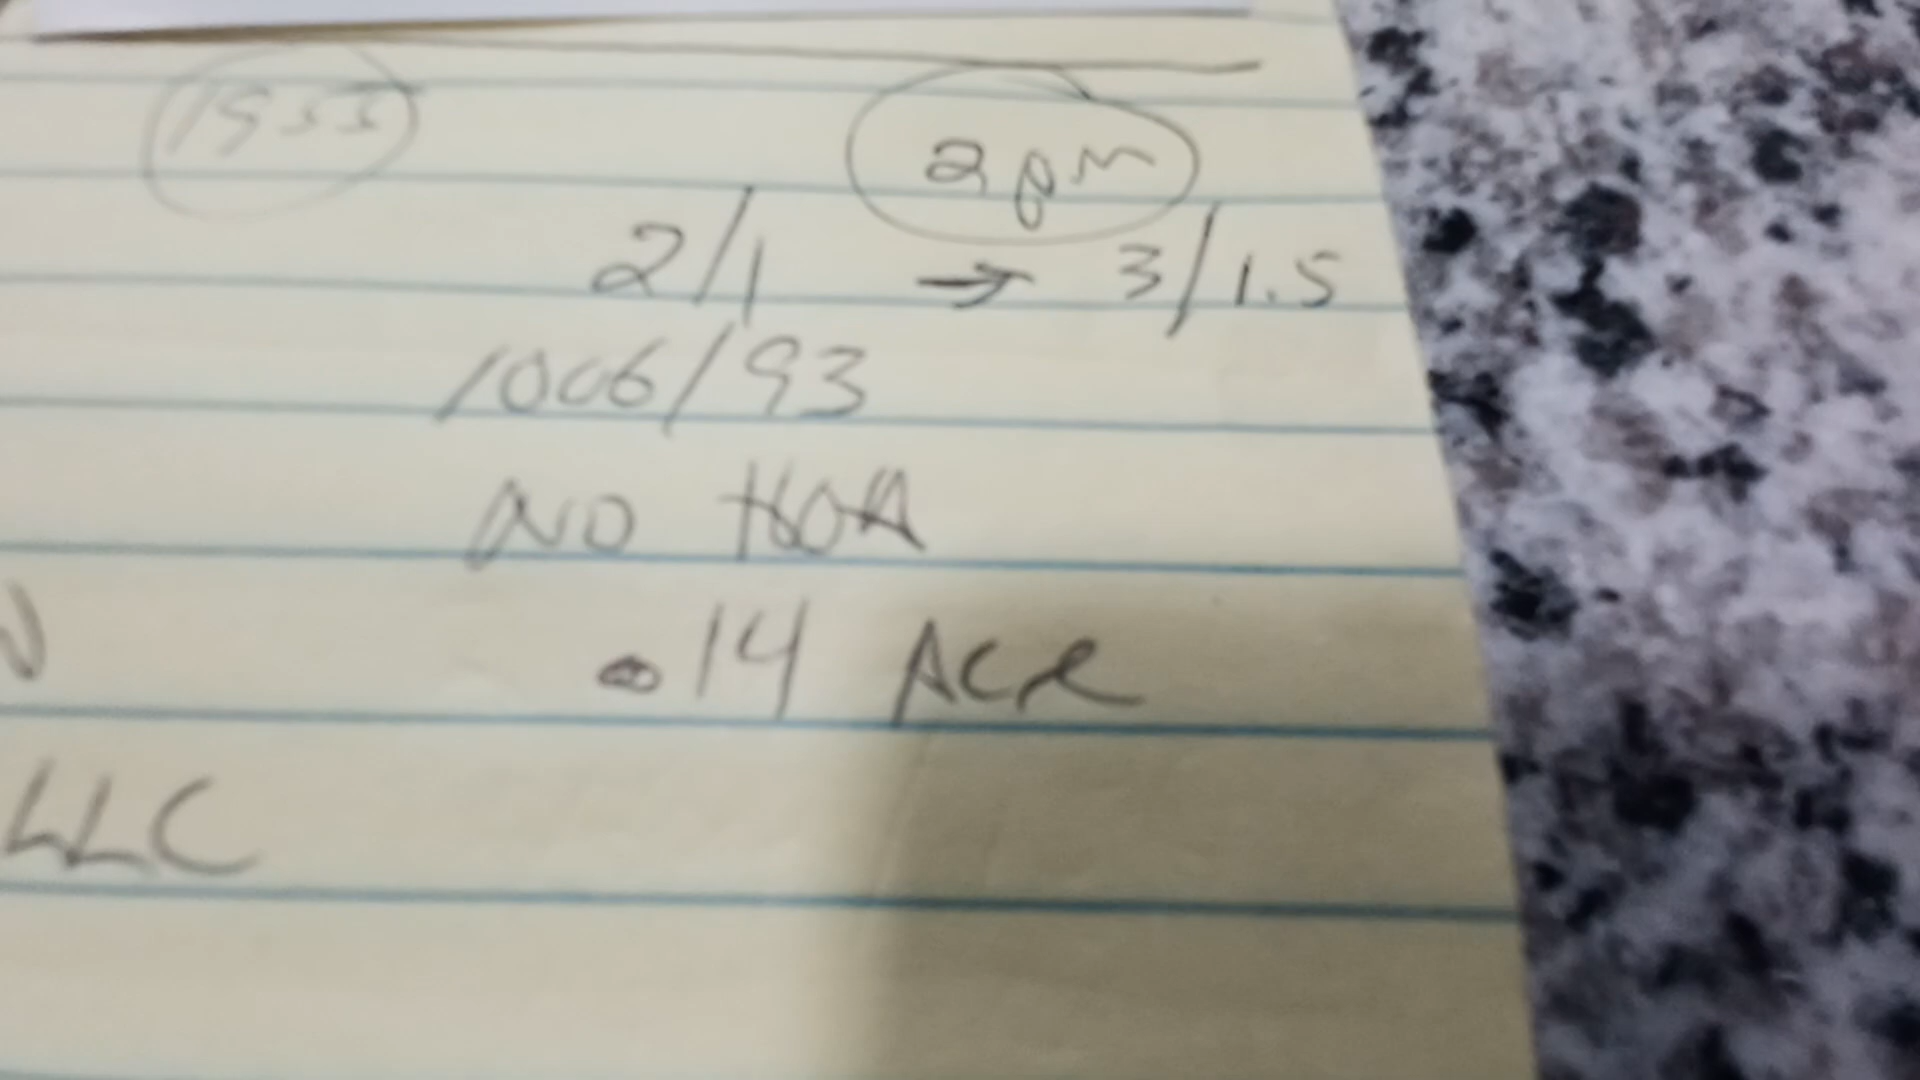 1955 2pm
2/1 → 3/1.5
1006/93
NO HOA
.14 ACR
LLC